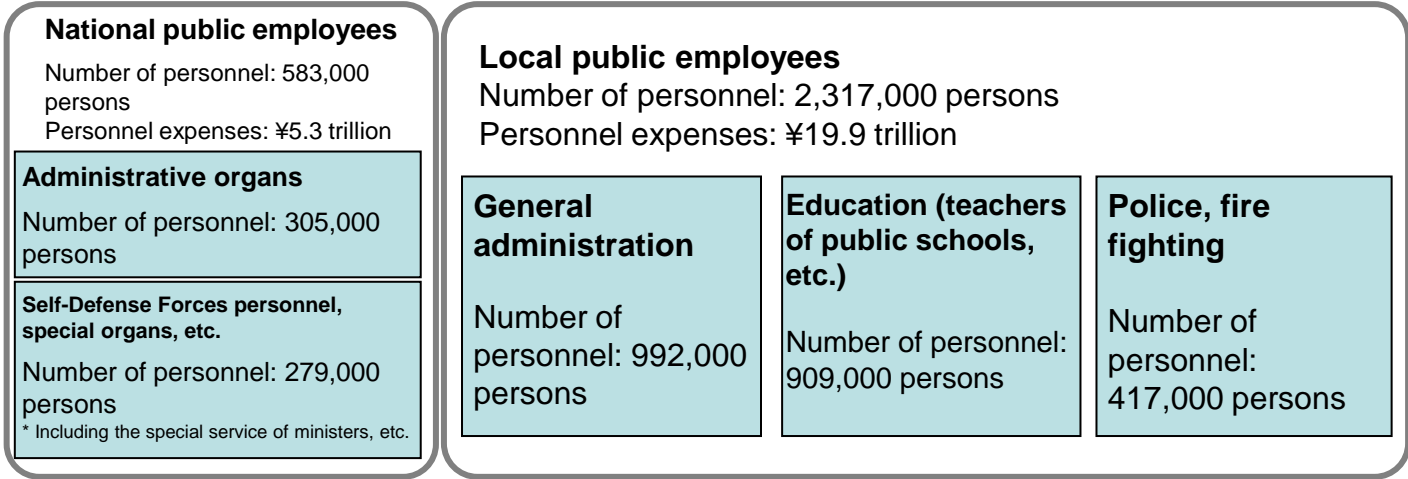 National public employees
Number of personnel: 583,000
persons
Personnel expenses: ¥5.3 trillion
Administrative organs
Number of personnel: 305,000
persons
Self-Defense Forces personnel,
special organs, etc.
Number of personnel: 279,000
persons
* Including the special service of ministers, etc.
Local public employees
Number of personnel: 2,317,000 persons
Personnel expenses: ¥19.9 trillion
General
administration
Number of
personnel: 992,000
persons
Education (teachers
of public schools,
etc.)
Number of personnel:
909,000 persons
Police, fire
fighting
Number of
personnel:
417,000 persons